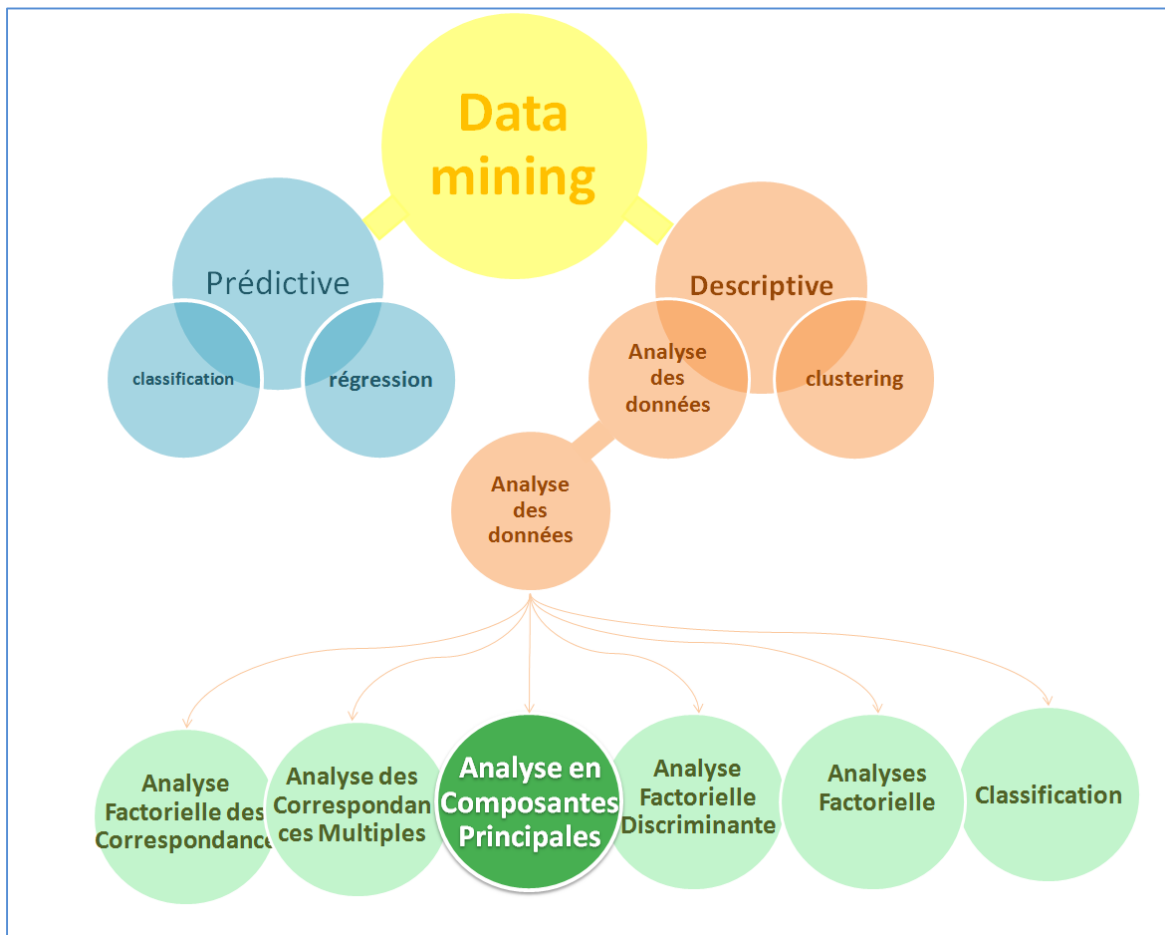 Data
mining
Prédictive
classification
régression
Descriptive
Analyse
des
données
clustering
Analyse
des
données
Analyse
Factorielle des
Correspondance
Analyse des
Correspondan
ces Multiples
Analyse en
Composantes
Principales
Analyse
Factorielle
Discriminante
Analyses
Factorielle
Classification